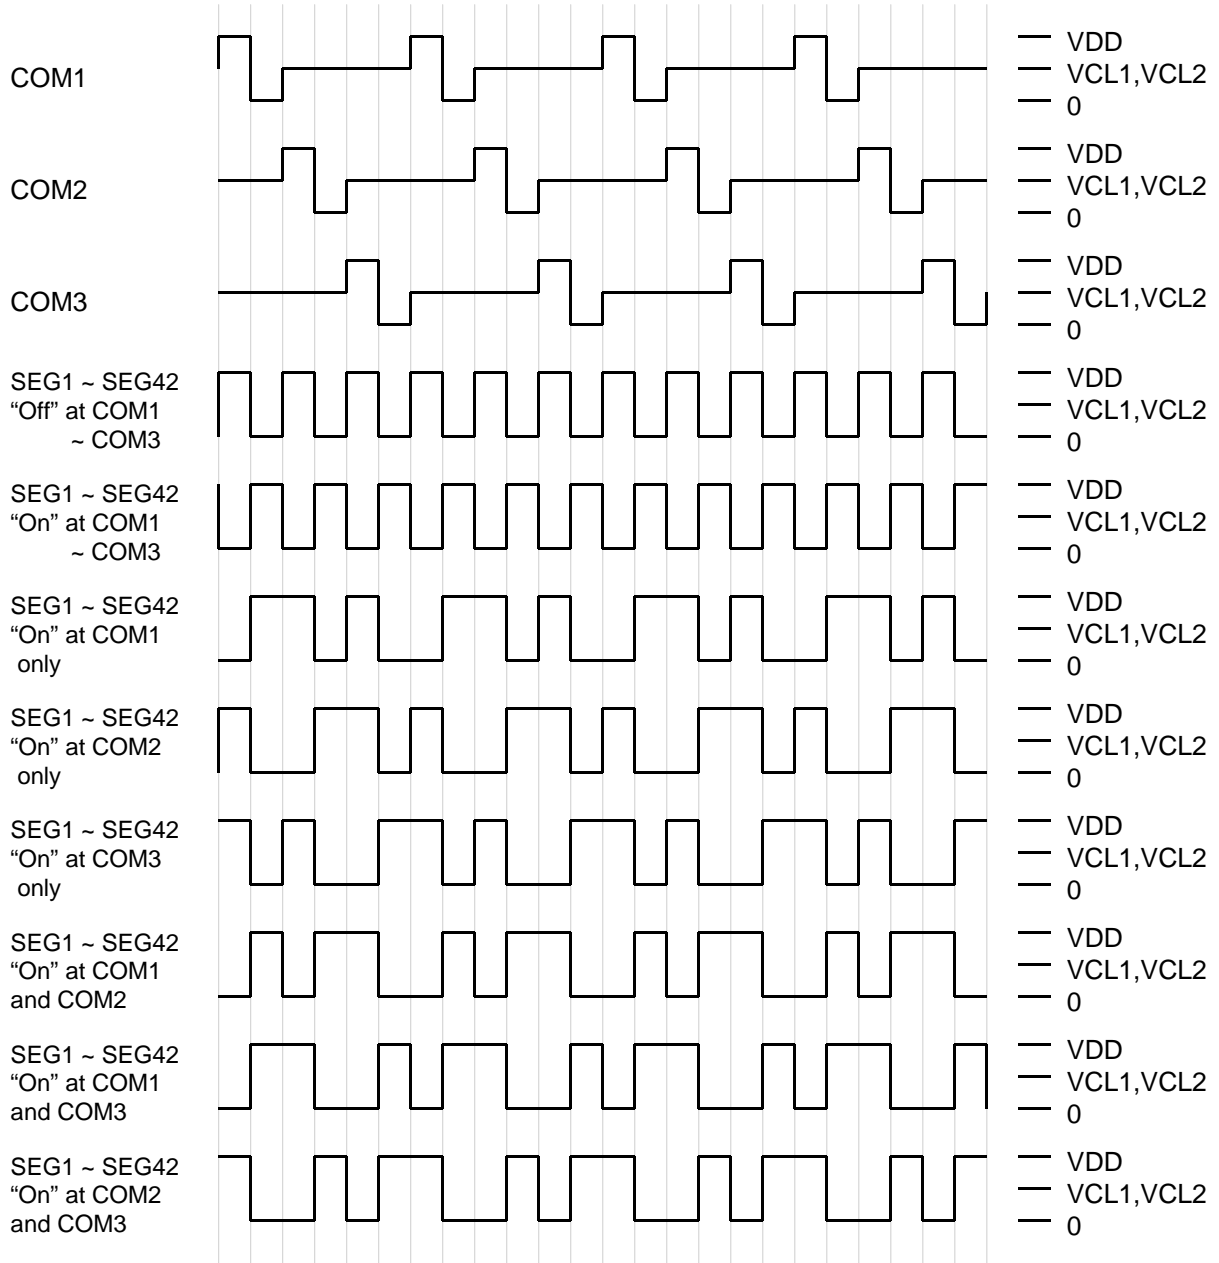 COM1
VDD
VCL1,VCL2
0
COM2
VDD
VCL1,VCL2
0
COM3
VDD
VCL1,VCL2
0
SEG1 ~ SEG42
“Off” at COM1
~ COM3
VDD
VCL1,VCL2
0
SEG1 ~ SEG42
“On” at COM1
~ COM3
VDD
VCL1,VCL2
0
SEG1 ~ SEG42
“On” at COM1
only
VDD
VCL1,VCL2
0
SEG1 ~ SEG42
“On” at COM2
only
VDD
VCL1,VCL2
0
SEG1 ~ SEG42
“On” at COM3
only
VDD
VCL1,VCL2
0
SEG1 ~ SEG42
“On” at COM1
and COM2
VDD
VCL1,VCL2
0
SEG1 ~ SEG42
“On” at COM1
and COM3
VDD
VCL1,VCL2
0
SEG1 ~ SEG42
“On” at COM2
and COM3
VDD
VCL1,VCL2
0